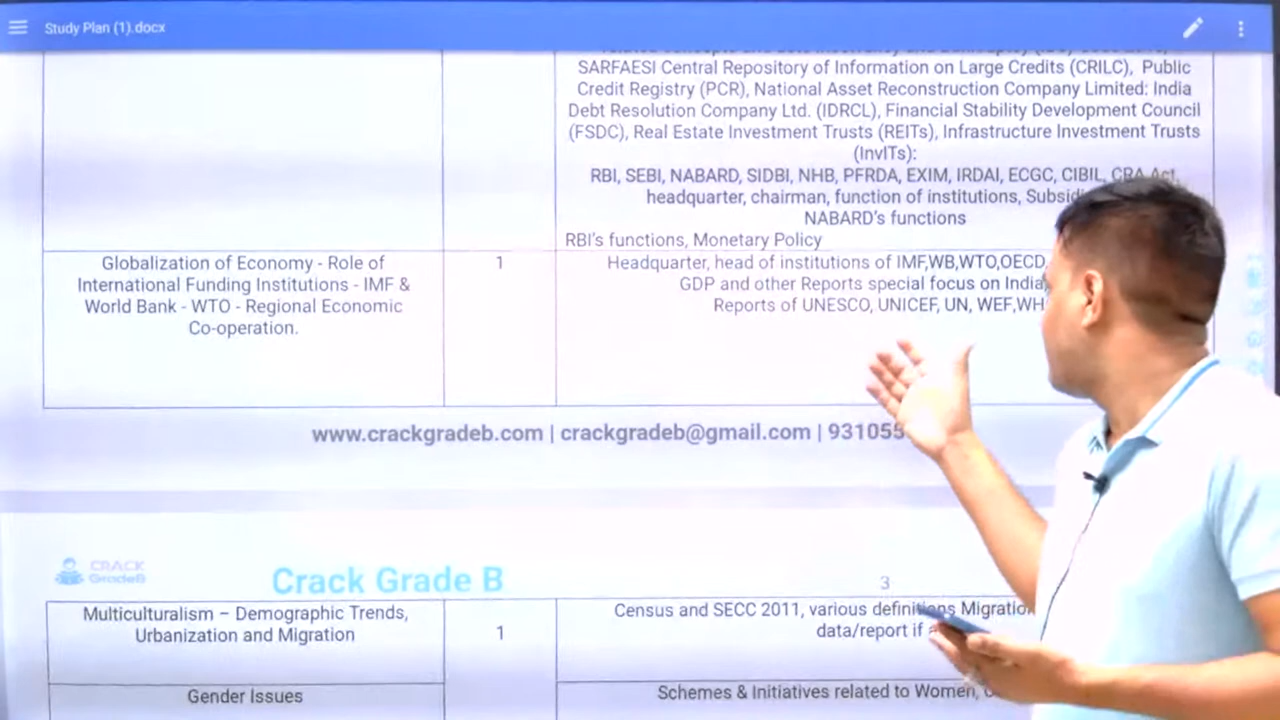 Study Plan (1).docx
SARFAESI Central Repository of Information on Large Credits (CRILC), Public
Credit Registry (PCR), National Asset Reconstruction Company Limited: India
Debt Resolution Company Ltd. (IDRCL), Financial Stability Development Council
(FSDC), Real Estate Investment Trusts (REITs), Infrastructure Investment Trusts
(InvITs):
RBI, SEBI, NABARD, SIDBI, NHB, PFRDA, EXIM, IRDAI, ECGC, CIBIL, CRA Act,
headquarter, chairman, function of institutions,
NABARD's functions
RBI's functions, Monetary Policy
Globalization of Economy - Role of
International Funding Institutions - IMF &
World Bank - WTO - Regional Economic
Co-operation.
1
Headquarter, head of institutions of IMF,WB,WTO,OECD
GDP and other Reports special focus on India,
Reports of UNESCO, UNICEF, UN, WEF,
www.crackgradeb.com | crackgradeb@gmail.com | 93105
CRACK
GradeB
Crack Grade B
3
Multiculturalism – Demographic Trends,
Urbanization and Migration
1
Census and SECC 2011, various definitions Migration
data/report if
Gender Issues
Schemes & Initiatives related to Women,